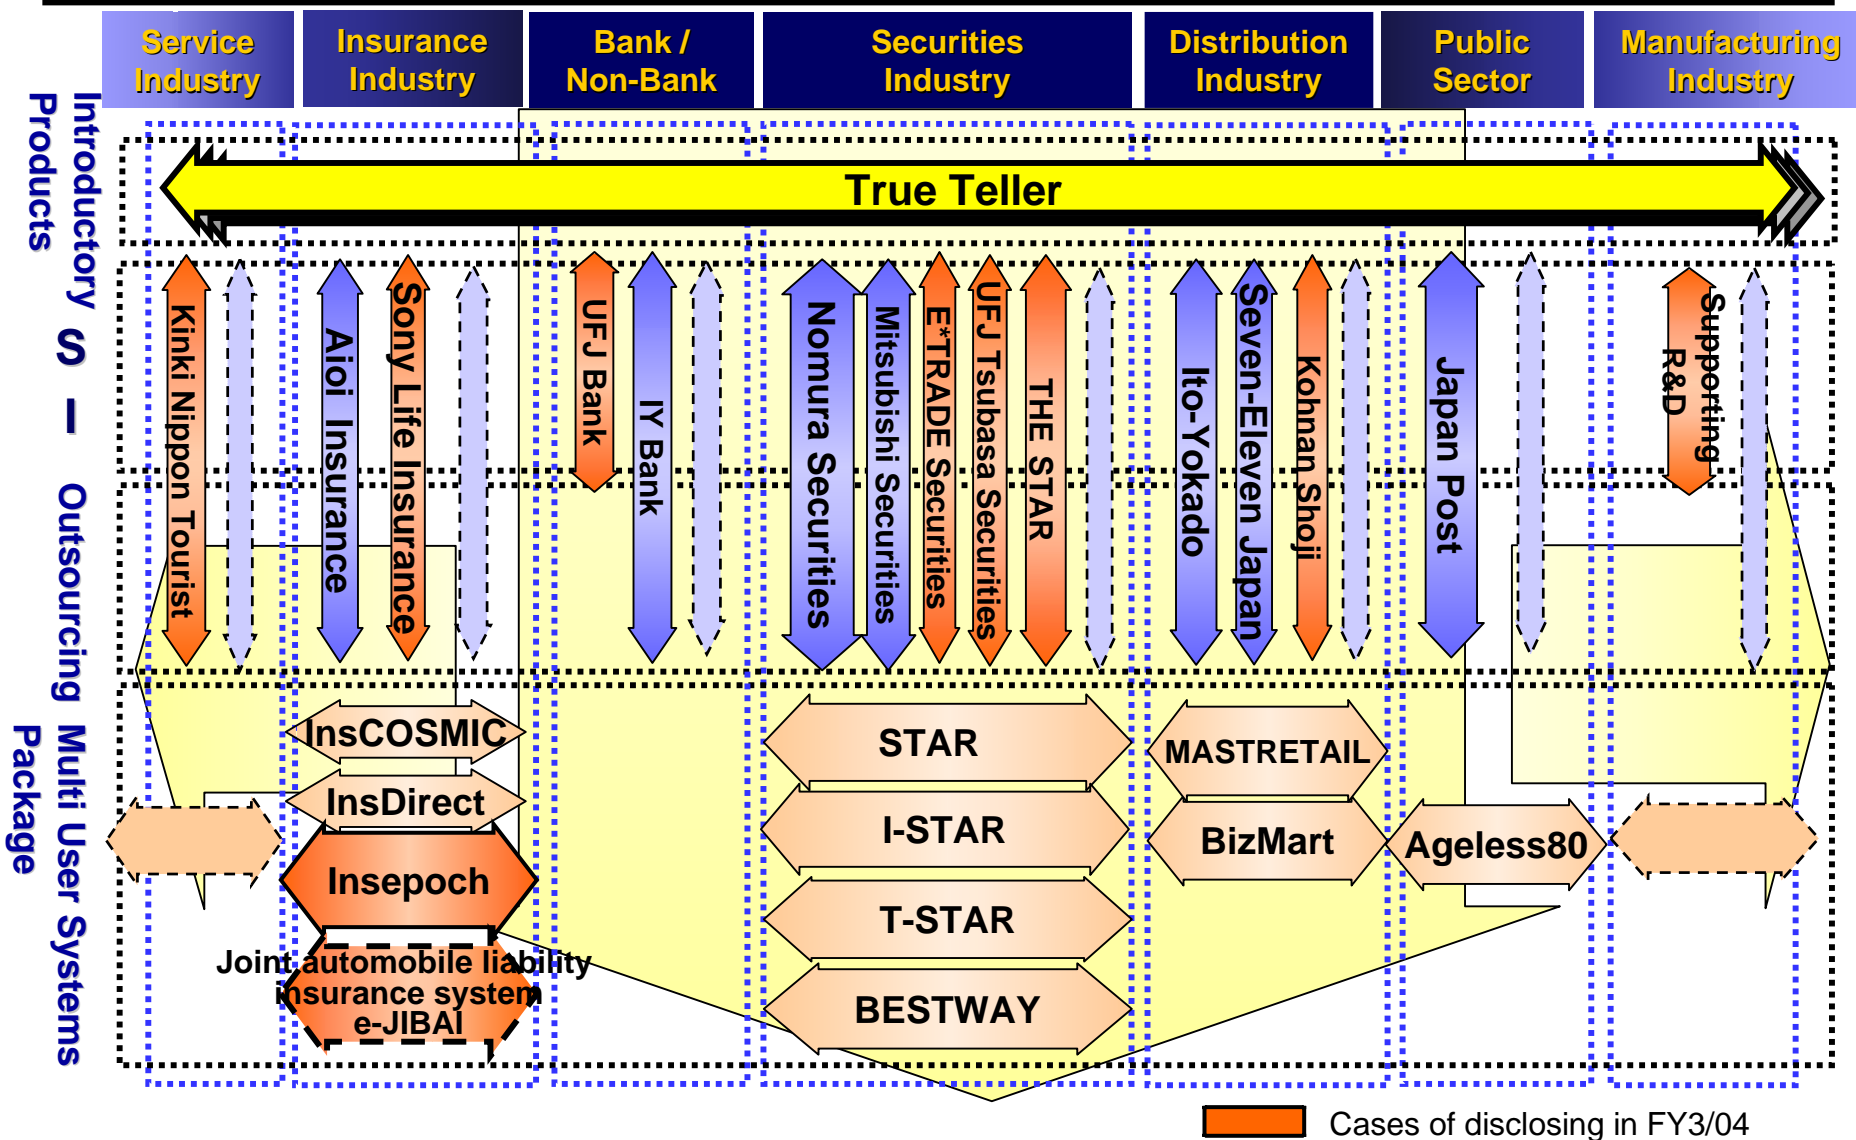 Service
Industry
Insurance
Industry
Bank /
Non-Bank
Securities
Industry
Distribution
Industry
Public
Sector
Manufacturing
Industry
Introductory
Products
True Teller
S I
Outsourcing
Kinki Nippon Tourist
Aioi Insurance
Sony Life Insurance
UFJ Bank
IY Bank
Nomura Securities
Mitsubishi Securities
E*TRADE Securities
UFJ Tsubasa Securities
THE STAR
Ito-Yokado
Seven-Eleven Japan
Kohnan Shoji
Japan Post
Supporting
R&D
Multi User Systems
Package
InsCOSMIC
InsDirect
Insepoch
Joint automobile liability
insurance system
e-JIBAI
STAR
I-STAR
T-STAR
BESTWAY
MASTRETAIL
BizMart
Ageless80
Cases of disclosing in FY3/04